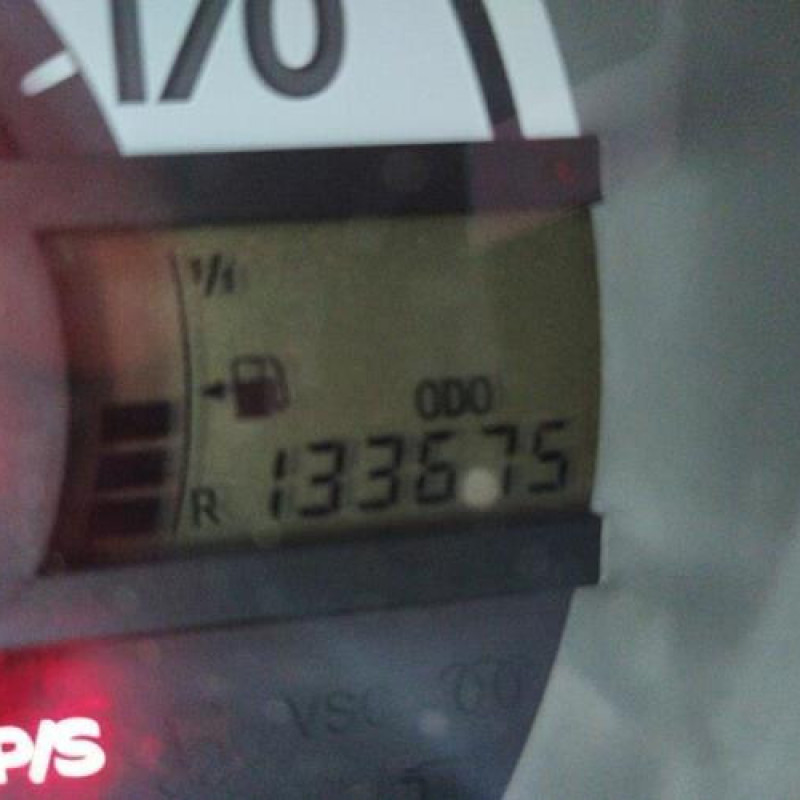 170
1/1
ODO
R 133675
VSC
P/S